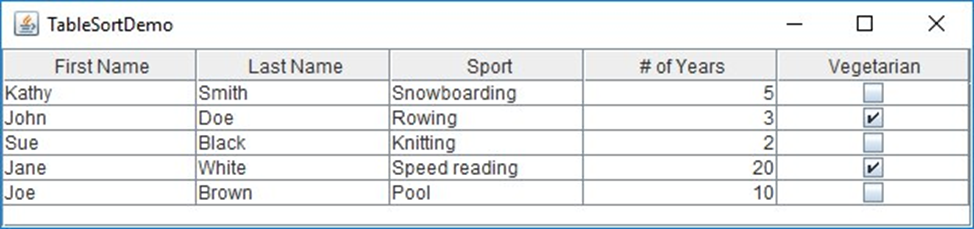 TableSortDemo
First Name Last Name Sport # of Years Vegetarian
Kathy Smith Snowboarding 5
John Doe Rowing 3
Sue Black Knitting 2
Jane White Speed reading 20
Joe Brown Pool 10